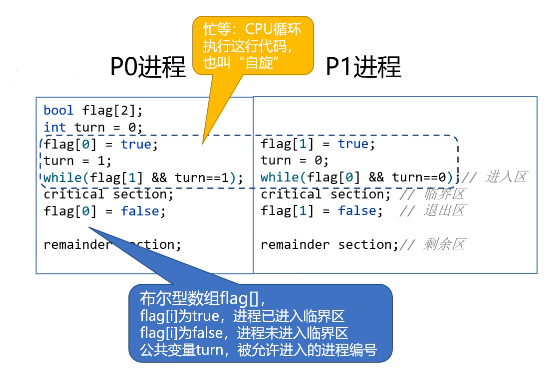 忙等：CPU循环
执行这行代码，
也叫“自旋”
P0进程
P1进程
bool flag[2];
int turn = 0;
flag[0] = true;
turn = 1;
while(flag[1] && turn==1);
critical section;
flag[0] = false;
remainder section;
flag[1] = true;
turn = 0;
while(flag[0] && turn==0);// 进入区
critical section; // 临界区
flag[1] = false; // 退出区
remainder section;// 剩余区
布尔型数组flag[]，
flag[i]为true，进程已进入临界区
flag[i]为false，进程未进入临界区
公共变量turn，被允许进入的进程编号